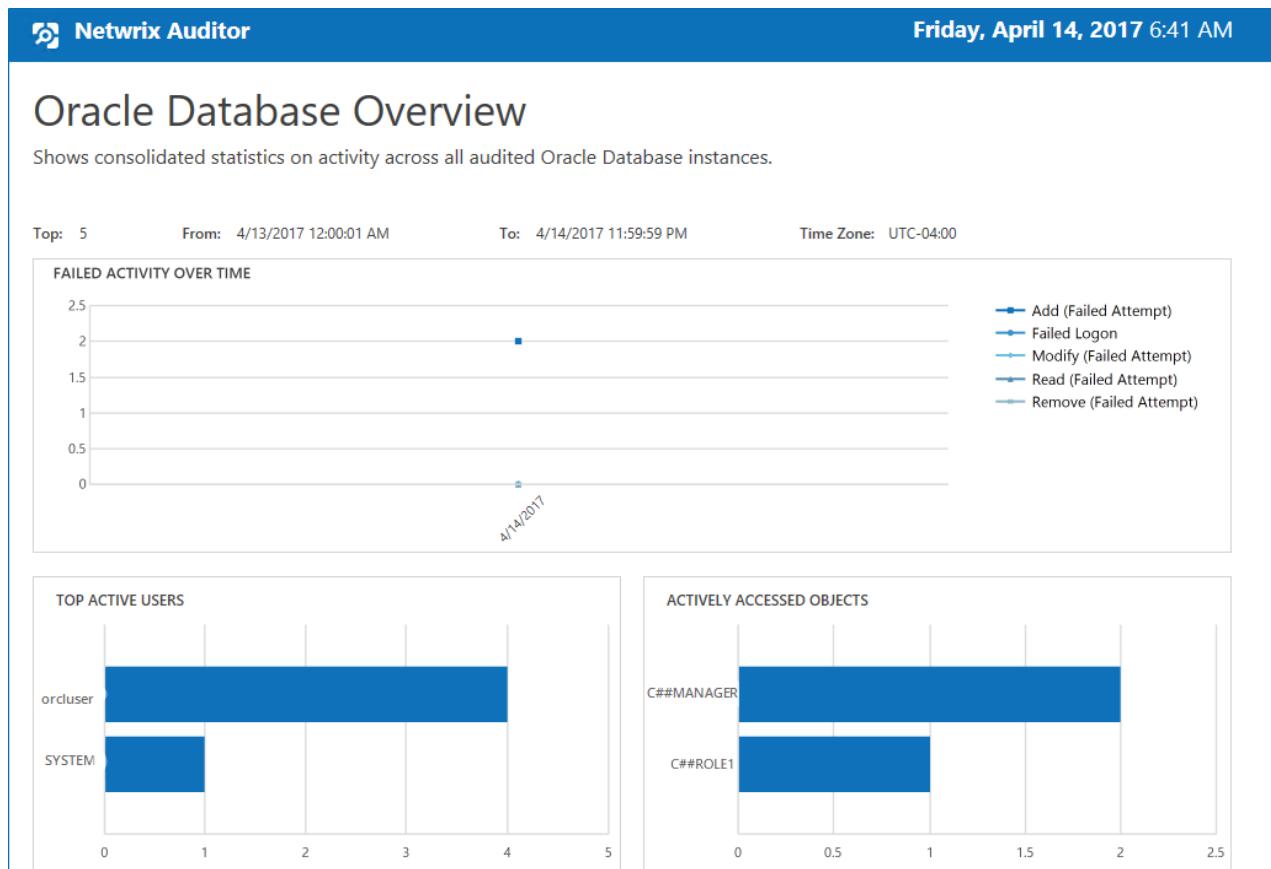 Netwrix Auditor
Friday, April 14, 2017 6:41 AM
Oracle Database Overview
Shows consolidated statistics on activity across all audited Oracle Database instances.
Top: 5 From: 4/13/2017 12:00:01 AM To: 4/14/2017 11:59:59 PM Time Zone: UTC-04:00
FAILED ACTIVITY OVER TIME
2.5
2
1.5
1
0.5
0
4/14/2017
Add (Failed Attempt)
Failed Logon
Modify (Failed Attempt)
Read (Failed Attempt)
Remove (Failed Attempt)
TOP ACTIVE USERS
orcluser
SYSTEM
0 1 2 3 4 5
ACTIVELY ACCESSED OBJECTS
C##MANAGER
C##ROLE1
0 0.5 1 1.5 2 2.5